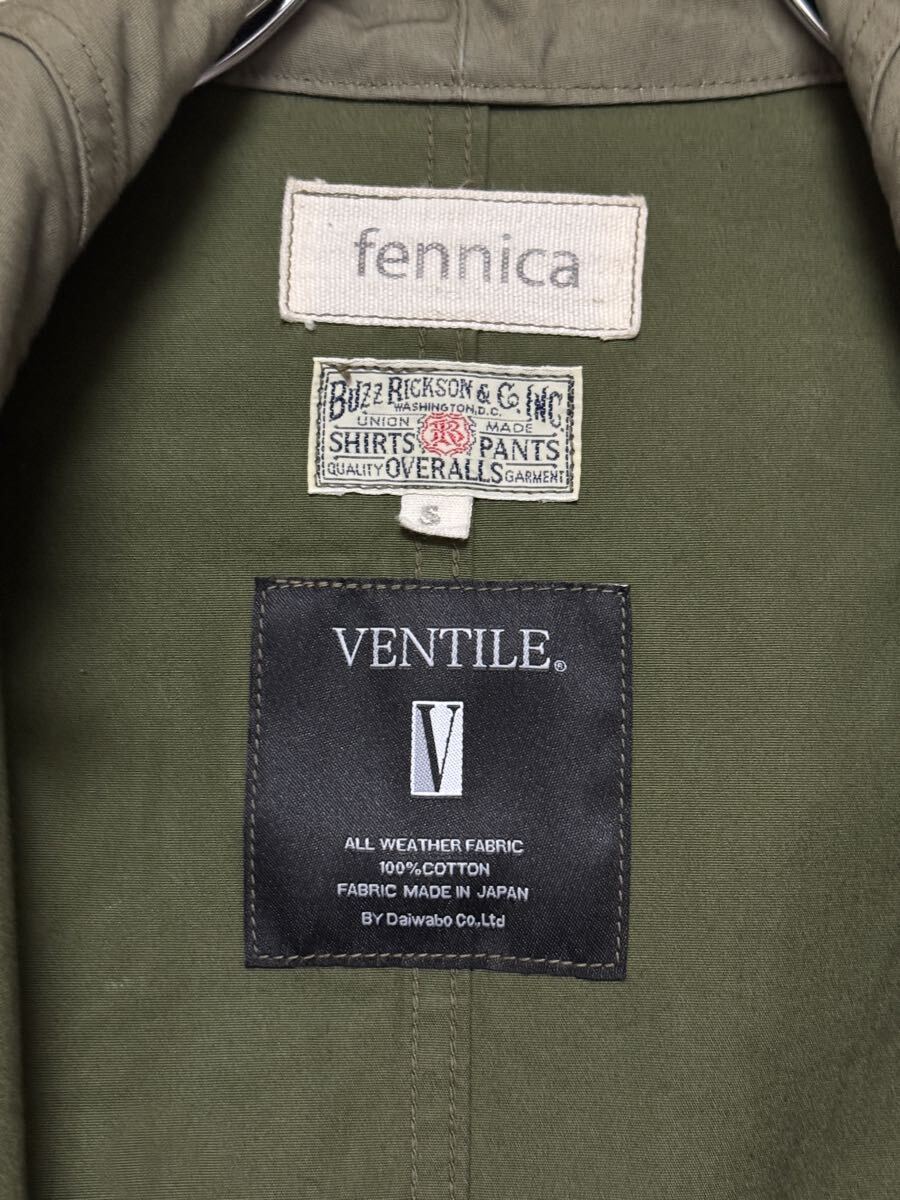 fennica
BUZZ RICKSON & CO. INC.
WASHINGTON, D.C.
UNION MADE
R
SHIRTS PANTS
QUALITY OVERALLS GARMENT
S
VENTILE®
V
ALL WEATHER FABRIC
100%COTTON
FABRIC MADE IN JAPAN
BY Daiwabo Co.,Ltd